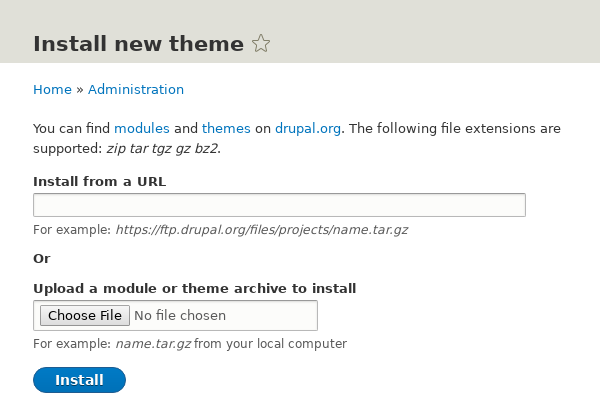 Install new theme
Home » Administration
You can find modules and themes on drupal.org. The following file extensions are
supported: zip tar tgz gz bz2.
Install from a URL
For example: https://ftp.drupal.org/files/projects/name.tar.gz
Or
Upload a module or theme archive to install
Choose File No file chosen
For example: name.tar.gz from your local computer
Install